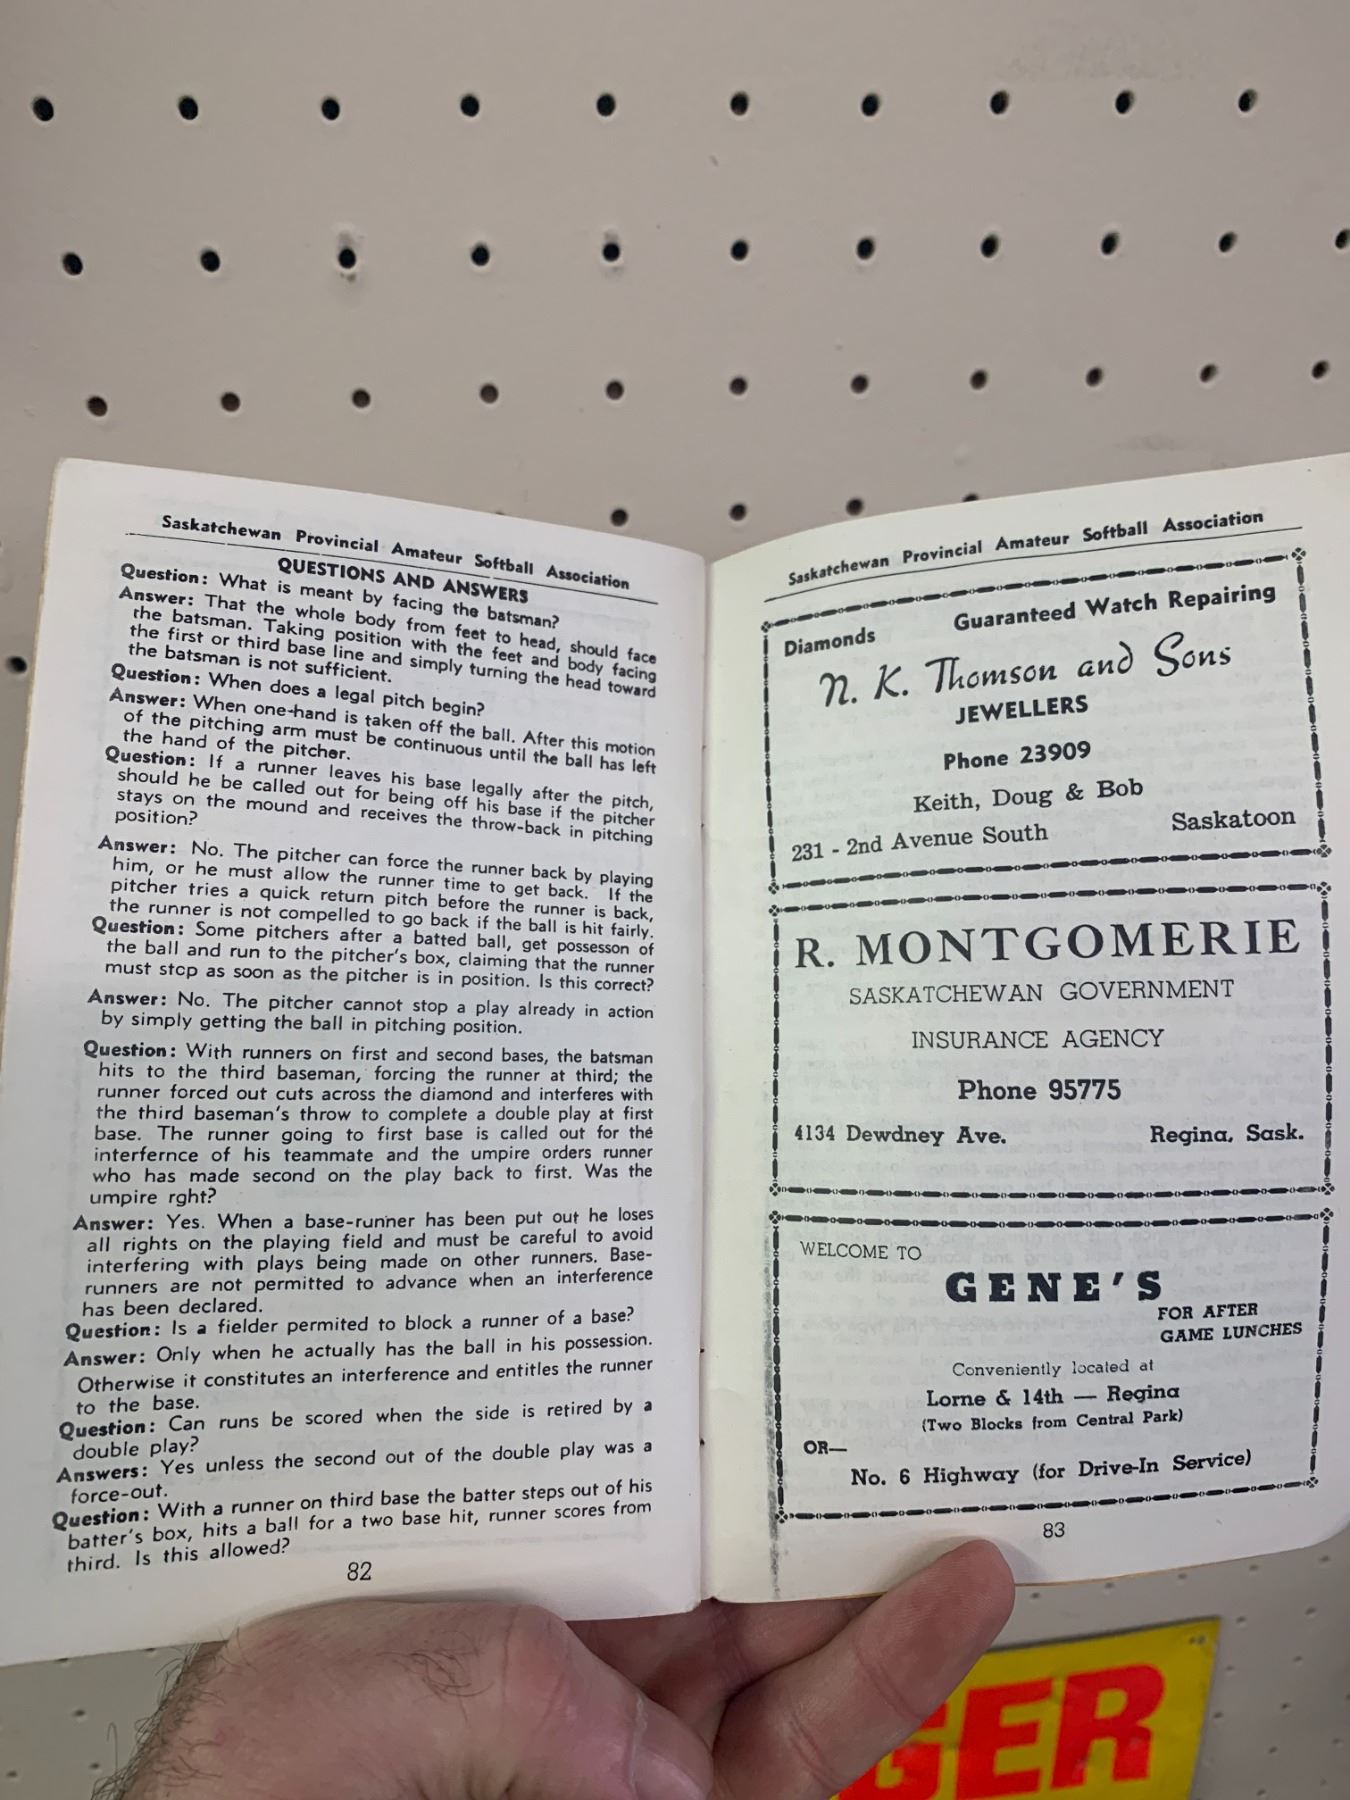 Saskatchewan Provincial Amateur Softball Association
QUESTIONS AND ANSWERS
Question: What is meant by facing the batsman?
Answer: That the whole body from feet to head, should face
the batsman. Taking position with the feet and body facing
the first or third base line and simply turning the head toward
the batsman is not sufficient.
Question: When does a legal pitch begin?
Answer: When one-hand is taken off the ball. After this motion
of the pitching arm must be continuous until the ball has left
the hand of the pitcher.
Question: If a runner leaves his base legally after the pitch,
should he be called out for being off his base if the pitcher
stays on the mound and receives the throw-back in pitching
position?
Answer: No. The pitcher can force the runner back by playing
him, or he must allow the runner time to get back. If the
pitcher tries a quick return pitch before the runner is back,
the runner is not compelled to go back if the ball is hit fairly.
Question: Some pitchers after a batted ball, get possesson of
the ball and run to the pitcher's box, claiming that the runner
must stop as soon as the pitcher is in position. Is this correct?
Answer: No. The pitcher cannot stop a play already in action
by simply getting the ball in pitching position.
Question: With runners on first and second bases, the batsman
hits to the third baseman, forcing the runner at third; the
runner forced out cuts across the diamond and interferes with
the third baseman's throw to complete a double play at first
base. The runner going to first base is called out for the
interfernce of his teammate and the umpire orders runner
who has made second on the play back to first. Was the
umpire rght?
Answer: Yes. When a base-runner has been put out he loses
all rights on the playing field and must be careful to avoid
interfering with plays being made on other runners. Base-
runners are not permitted to advance when an interference
has been declared.
Question: Is a fielder permited to block a runner of a base?
Answer: Only when he actually has the ball in his possession.
Otherwise it constitutes an interference and entitles the runner
to the base.
Question: Can runs be scored when the side is retired by a
double play?
Answers: Yes unless the second out of the double play was a
force-out.
Question: With a runner on third base the batter steps out of his
batter's box, hits a ball for a two base hit, runner scores from
third. Is this allowed?
82
Saskatchewan Provincial Amateur Softball Association
Diamonds Guaranteed Watch Repairing
N. K. Thomson and Sons
JEWELLERS
Phone 23909
Keith, Doug & Bob
231 - 2nd Avenue South Saskatoon
R. MONTGOMERIE
SASKATCHEWAN GOVERNMENT
INSURANCE AGENCY
Phone 95775
4134 Dewdney Ave. Regina, Sask.
WELCOME TO
GENE'S
FOR AFTER
GAME LUNCHES
Conveniently located at
Lorne & 14th — Regina
(Two Blocks from Central Park)
OR—
No. 6 Highway (for Drive-In Service)
83
GER